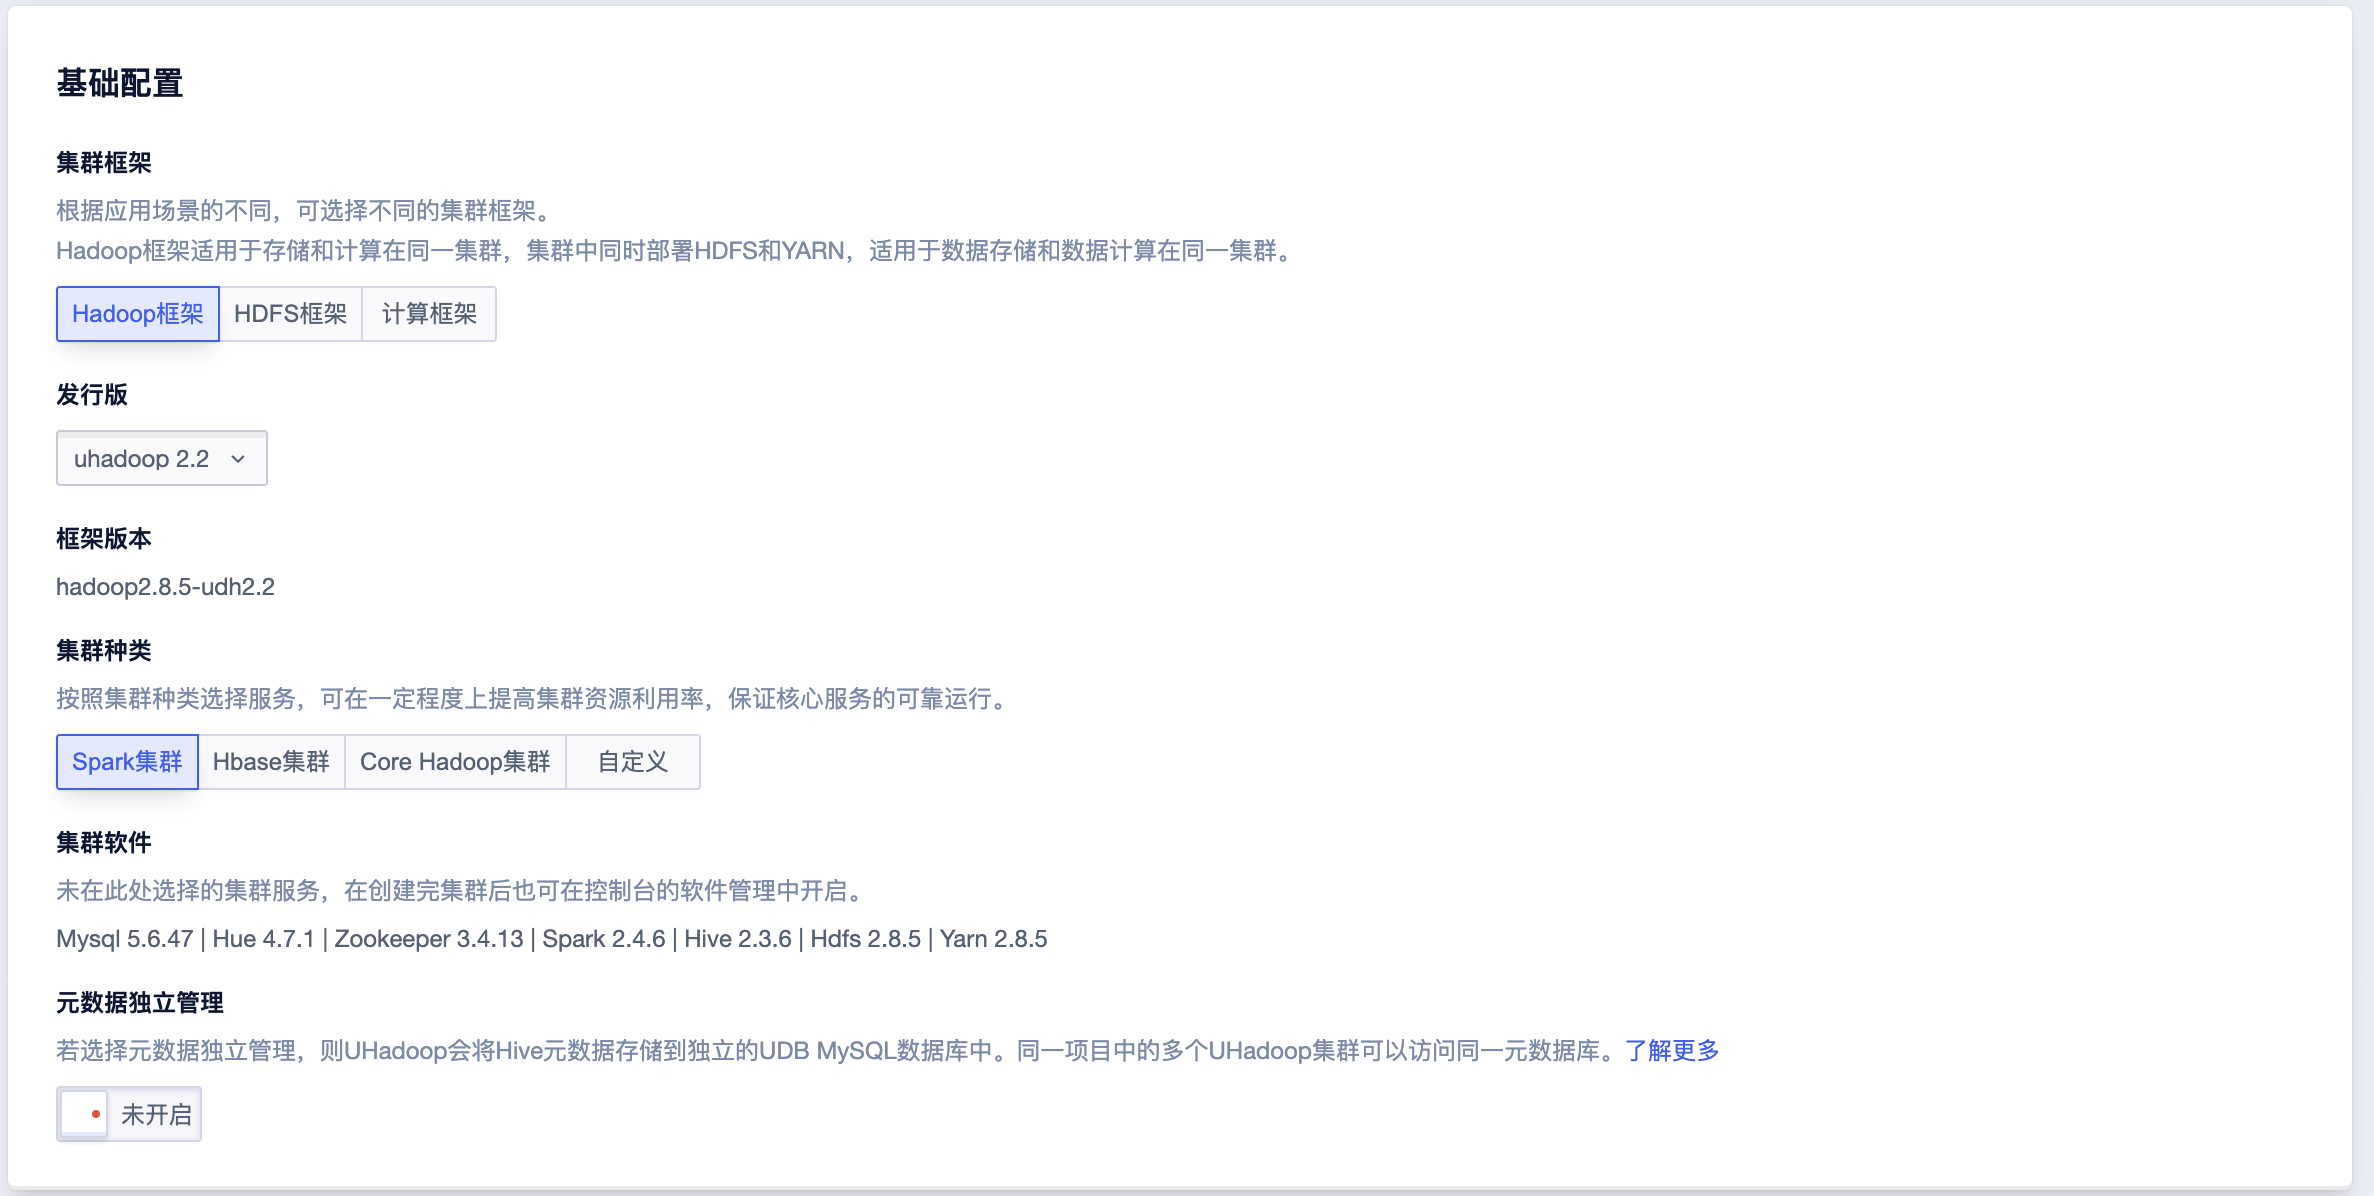 基础配置
集群框架
根据应用场景的不同，可选择不同的集群框架。
Hadoop框架适用于存储和计算在同一集群，集群中同时部署HDFS和YARN，适用于数据存储和数据计算在同一集群。
Hadoop框架 HDFS框架 计算框架
发行版
uhadoop 2.2
框架版本
hadoop2.8.5-udh2.2
集群种类
按照集群种类选择服务，可在一定程度上提高集群资源利用率，保证核心服务的可靠运行。
Spark集群 Hbase集群 Core Hadoop集群 自定义
集群软件
未在此处选择的集群服务，在创建完集群后也可在控制台的软件管理中开启。
Mysql 5.6.47 | Hue 4.7.1 | Zookeeper 3.4.13 | Spark 2.4.6 | Hive 2.3.6 | Hdfs 2.8.5 | Yarn 2.8.5
元数据独立管理
若选择元数据独立管理，则UHadoop会将Hive元数据存储到独立的UDB MySQL数据库中。同一项目中的多个UHadoop集群可以访问同一元数据库。了解更多
未开启